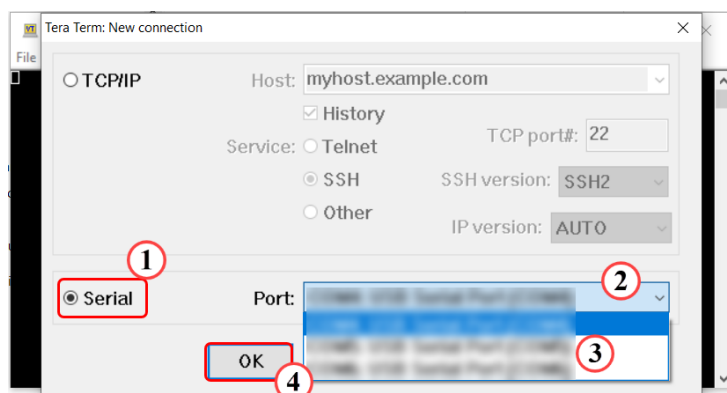 VT Tera Term: New connection
File
TCP/IP Host: myhost.example.com
History
Service: Telnet TCP port#: 22
SSH SSH version: SSH2
Other IP version: AUTO
1
2
Serial Port:
3
OK
4